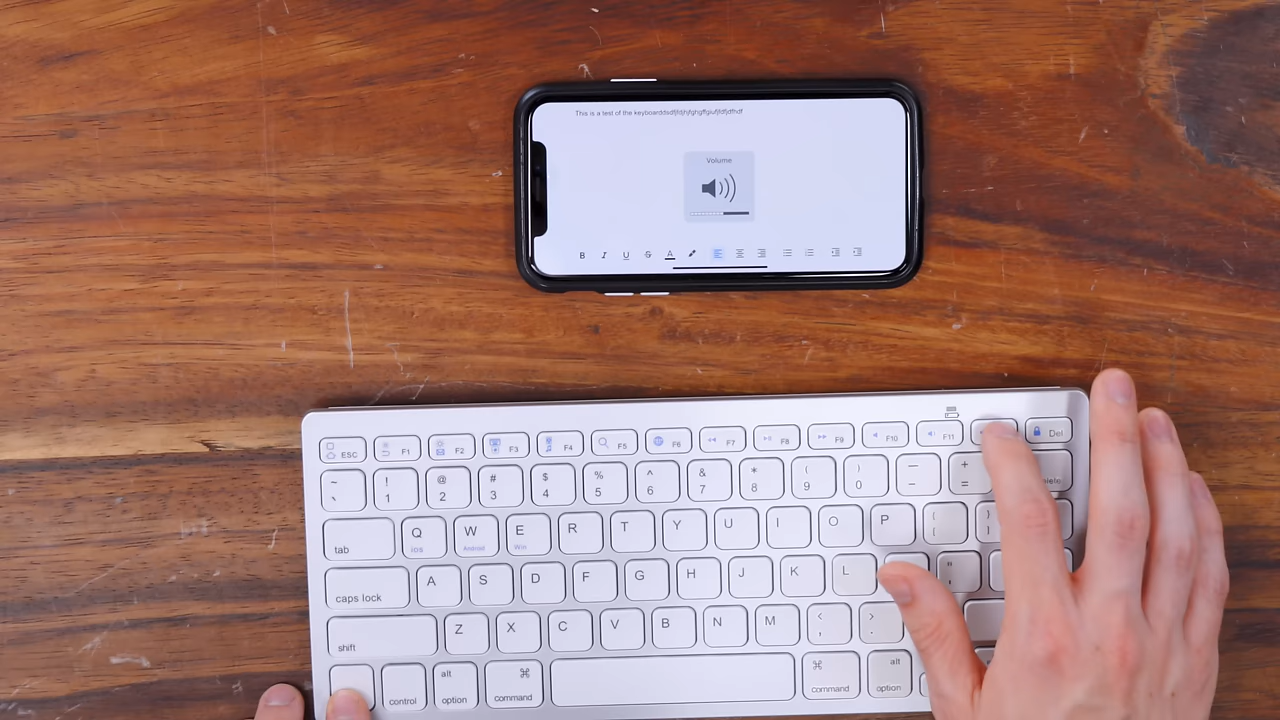 This is a test of the keyboarddsdfjfdjhjfghgffgiufjfdfjdfhdf
Volume
B I U S A
ESC F1 F2 F3 F4 F5 F6 F7 F8 F9 F10 F11 Del
~ ` ! 1 @ 2 # 3 $ 4 % 5 ^ 6 & 7 * 8 ( 9 ) 0 — – + =
tab Q ios W Android E Win R T Y U I O P { [ } ]
caps lock A S D F G H J K L "
shift Z X C V B N M < , > .
control alt option ⌘ command ⌘ command alt option